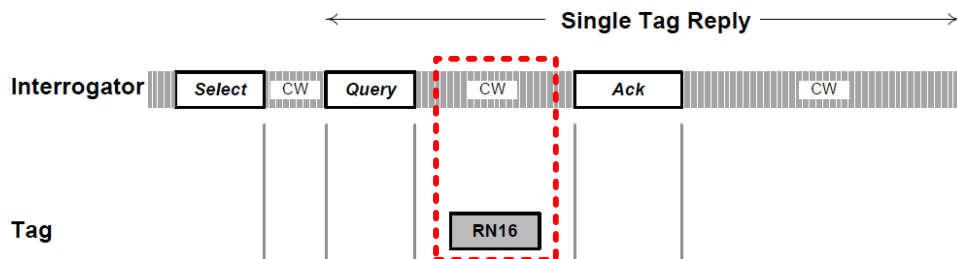 Single Tag Reply
Interrogator Select CW Query CW Ack CW
Tag RN16